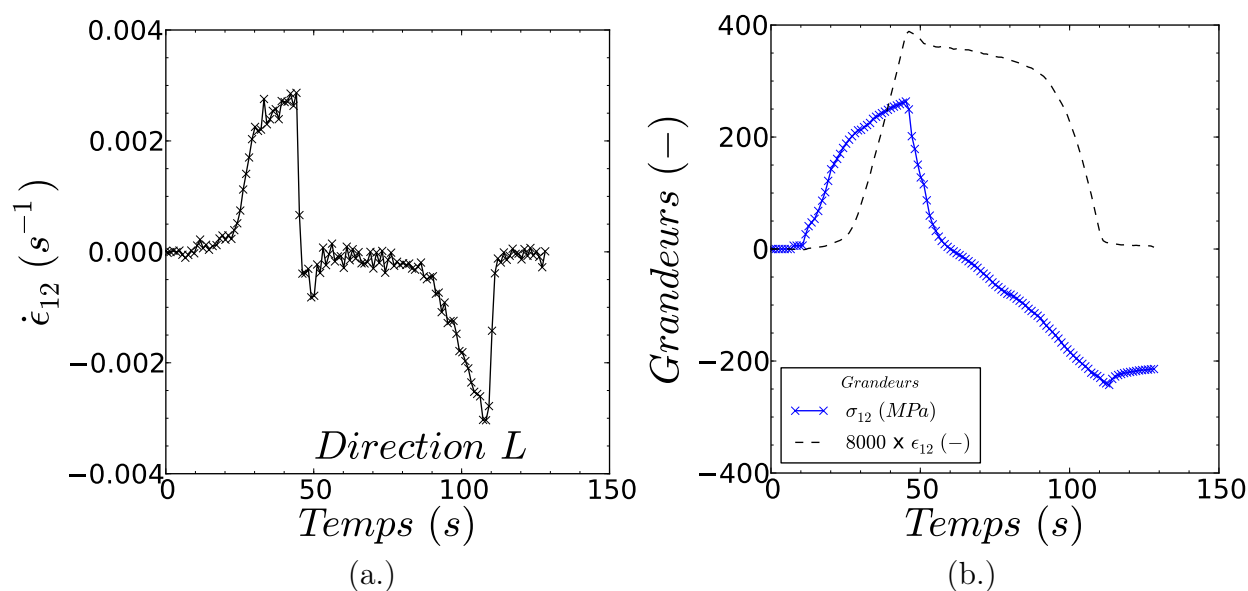 0.004
0.002
0.000
−0.002
−0.004
0 50 100 150
ϵ̇₁₂ (s⁻¹)
Direction L
Temps (s)
(a.)
400
200
0
−200
−400
0 50 100 150
Grandeurs (−)
Grandeurs
σ₁₂ (MPa)
8000 x ϵ₁₂ (−)
Temps (s)
(b.)